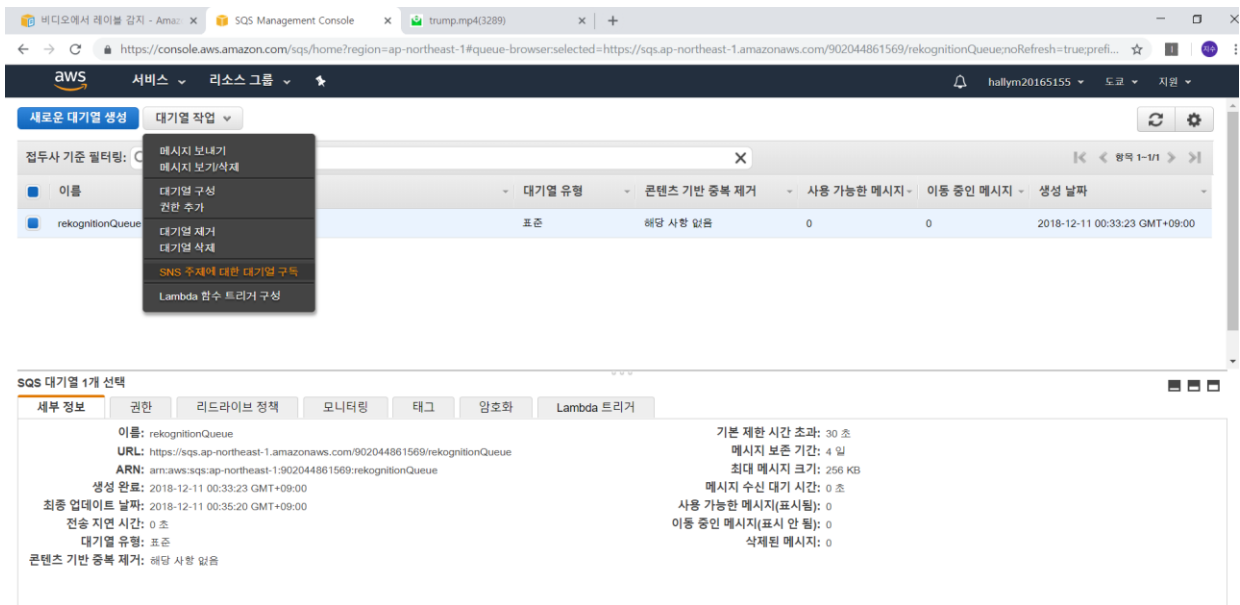 비디오에서 레이블 감지 - Amaz
SQS Management Console
trump.mp4(3289)
https://console.aws.amazon.com/sqs/home?region=ap-northeast-1#queue-browser:selected=https://sqs.ap-northeast-1.amazonaws.com/902044861569/rekognitionQueue;noRefresh=true;prefi...
지수
aws 서비스 리소스 그룹 hallym20165155 도쿄 지원
새로운 대기열 생성 대기열 작업
접두사 기준 필터링: 항목 1-1/1
메시지 보내기
메시지 보기/삭제
대기열 구성
권한 추가
대기열 제거
대기열 삭제
SNS 주제에 대한 대기열 구독
Lambda 함수 트리거 구성
이름 대기열 유형 콘텐츠 기반 중복 제거 사용 가능한 메시지 이동 중인 메시지 생성 날짜
rekognitionQueue 표준 해당 사항 없음 0 0 2018-12-11 00:33:23 GMT+09:00
SQS 대기열 1개 선택
세부 정보 권한 리드라이브 정책 모니터링 태그 암호화 Lambda 트리거
이름: rekognitionQueue
URL: https://sqs.ap-northeast-1.amazonaws.com/902044861569/rekognitionQueue
ARN: arn:aws:sqs:ap-northeast-1:902044861569:rekognitionQueue
생성 완료: 2018-12-11 00:33:23 GMT+09:00
최종 업데이트 날짜: 2018-12-11 00:35:20 GMT+09:00
전송 지연 시간: 0 초
대기열 유형: 표준
콘텐츠 기반 중복 제거: 해당 사항 없음
기본 제한 시간 초과: 30 초
메시지 보존 기간: 4 일
최대 메시지 크기: 256 KB
메시지 수신 대기 시간: 0 초
사용 가능한 메시지(표시됨): 0
이동 중인 메시지(표시 안 됨): 0
삭제된 메시지: 0